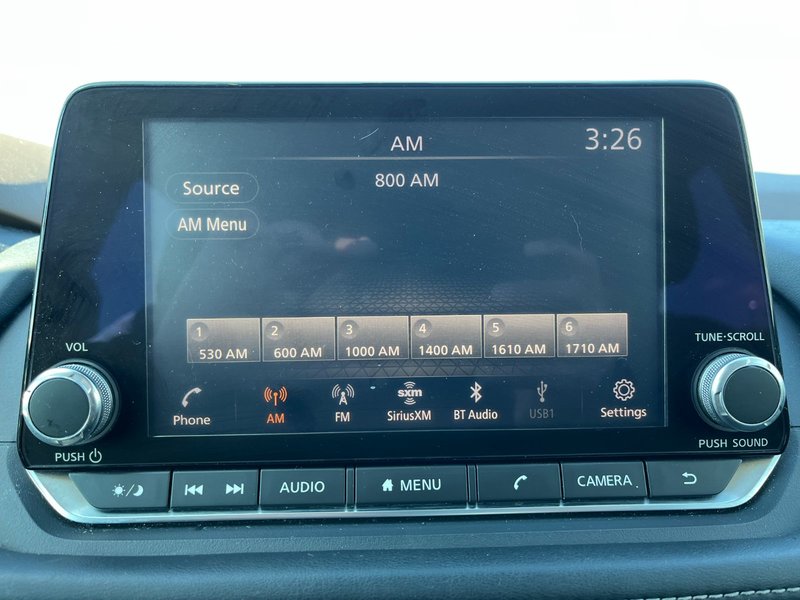 AM
3:26
Source
800 AM
AM Menu
1 2 3 4 5 6
530 AM 600 AM 1000 AM 1400 AM 1610 AM 1710 AM
VOL
TUNE·SCROLL
sxm
Phone AM FM SiriusXM BT Audio USB1 Settings
PUSH
PUSH SOUND
AUDIO MENU CAMERA